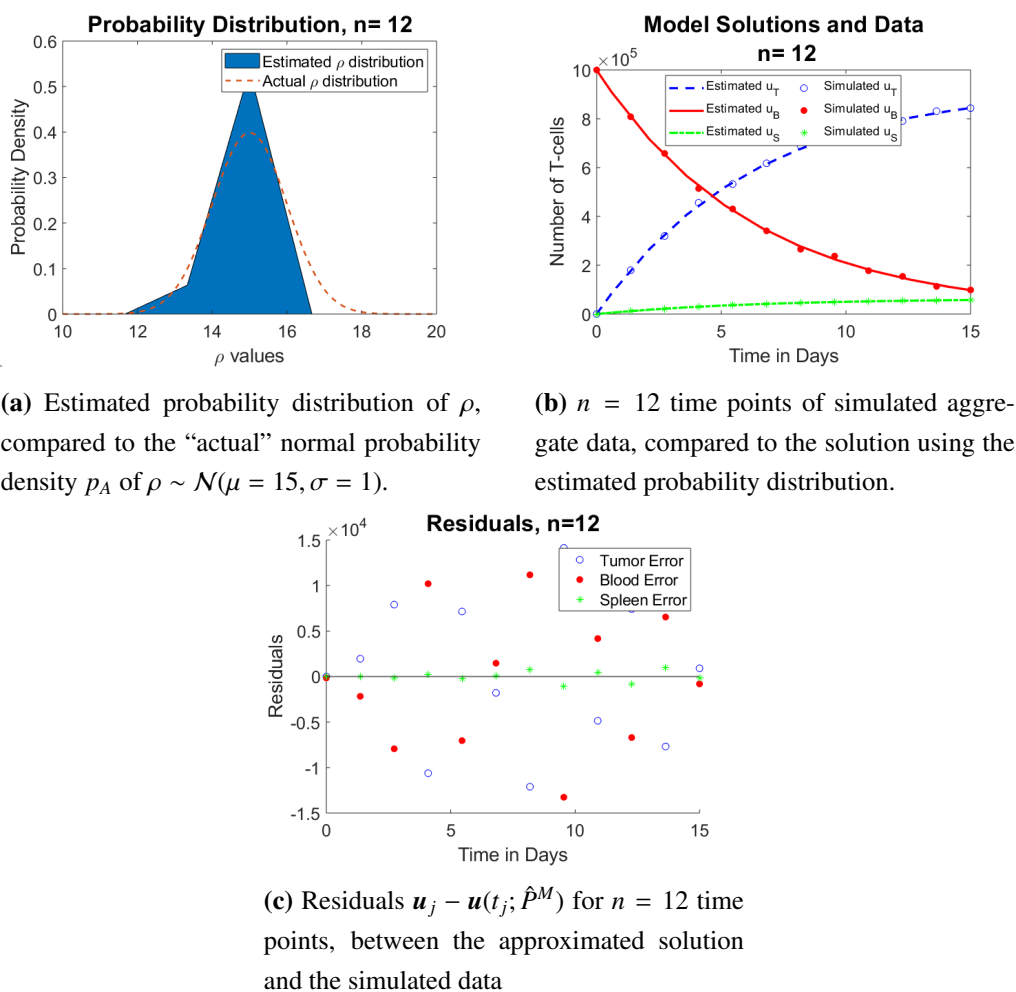 Probability Distribution, n= 12
0.6
0.5
0.4
0.3
0.2
0.1
0
Probability Density
Estimated ρ distribution
Actual ρ distribution
10 12 14 16 18 20
ρ values
Model Solutions and Data
n= 12
×10⁵
10
8
6
4
2
0
Number of T-cells
Estimated u_T Simulated u_T
Estimated u_B Simulated u_B
Estimated u_S Simulated u_S
0 5 10 15
Time in Days
(a) Estimated probability distribution of ρ,
compared to the “actual” normal probability
density p_A of ρ ∼ 𝒩(μ = 15, σ = 1).
(b) n = 12 time points of simulated aggre-
gate data, compared to the solution using the
estimated probability distribution.
Residuals, n=12
×10⁴
1.5
1
0.5
0
-0.5
-1
-1.5
Residuals
Tumor Error
Blood Error
Spleen Error
0 5 10 15
Time in Days
(c) Residuals u_j − u(t_j; P̂^M) for n = 12 time
points, between the approximated solution
and the simulated data